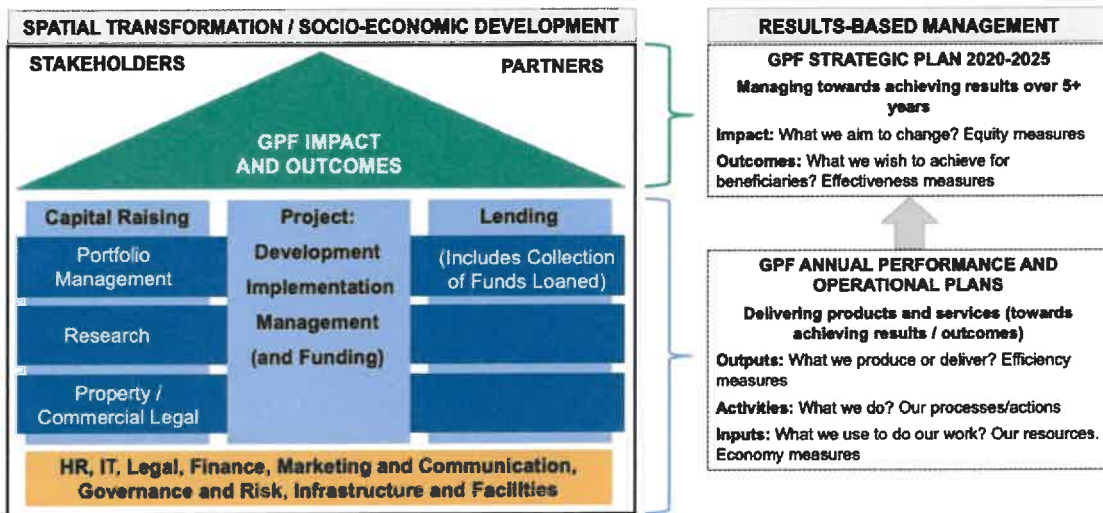 SPATIAL TRANSFORMATION / SOCIO-ECONOMIC DEVELOPMENT
STAKEHOLDERS
PARTNERS
GPF IMPACT
AND OUTCOMES
Capital Raising
Portfolio
Management
Research
Property /
Commercial Legal
Project:
Development
Implementation
Management
(and Funding)
Lending
(Includes Collection
of Funds Loaned)
HR, IT, Legal, Finance, Marketing and Communication,
Governance and Risk, Infrastructure and Facilities
RESULTS-BASED MANAGEMENT
GPF STRATEGIC PLAN 2020-2025
Managing towards achieving results over 5+
years
Impact: What we aim to change? Equity measures
Outcomes: What we wish to achieve for
beneficiaries? Effectiveness measures
GPF ANNUAL PERFORMANCE AND
OPERATIONAL PLANS
Delivering products and services (towards
achieving results / outcomes)
Outputs: What we produce or deliver? Efficiency
measures
Activities: What we do? Our processes/actions
Inputs: What we use to do our work? Our resources.
Economy measures